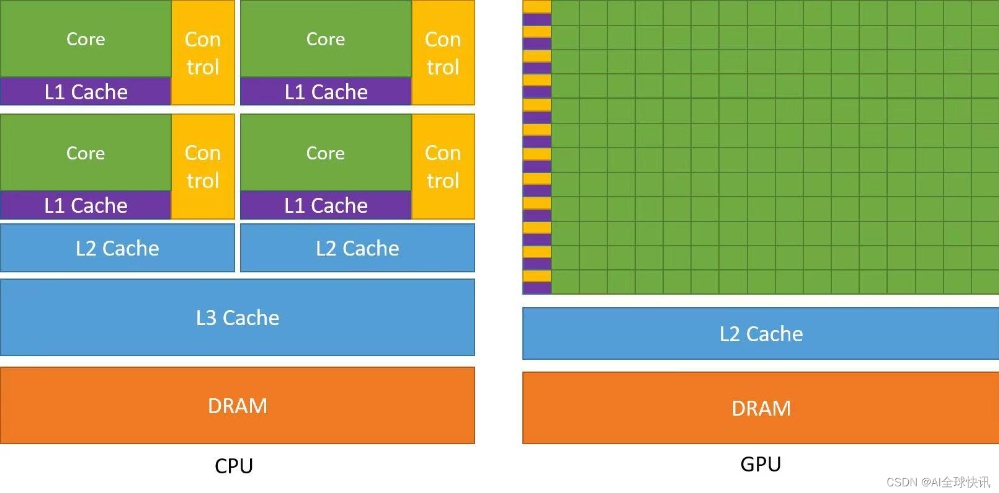 Core
Con
trol
L1 Cache
Core
Con
trol
L1 Cache
Core
Con
trol
L1 Cache
Core
Con
trol
L1 Cache
L2 Cache
L2 Cache
L3 Cache
DRAM
CPU
L2 Cache
DRAM
GPU
CSDN @AI全球快讯